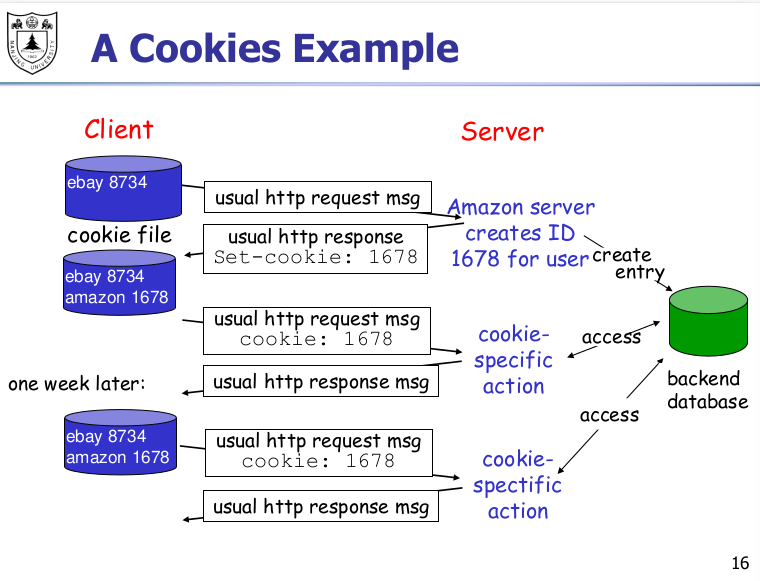 A Cookies Example
Client
Server
ebay 8734
usual http request msg
Amazon server
creates ID
1678 for user
cookie file
usual http response
Set-cookie: 1678
create
entry
ebay 8734
amazon 1678
usual http request msg
cookie: 1678
cookie-
specific
action
access
backend
database
one week later:
usual http response msg
access
ebay 8734
amazon 1678
usual http request msg
cookie: 1678
cookie-
spectific
action
usual http response msg
16